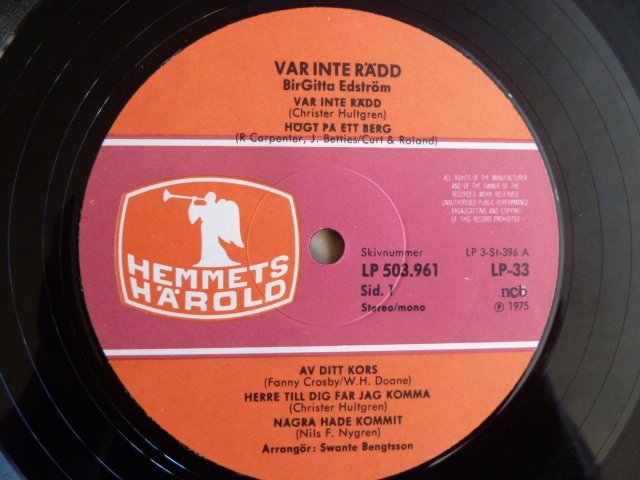 VAR INTE RÄDD
BirGitta Edström
VAR INTE RÄDD
(Christer Hultgren)
HÖGT PA ETT BERG
(R Carpenter, J. Betties/Curt & Roland)
ALL RIGHTS OF THE MANUFACTURER
AND OF THE OWNER OF THE
RECORDED WORK RESERVED
UNAUTHORISED PUBLIC PERFORMANCE
BROADCASTING AND COPYING
OF THIS RECORD PROHIBITED
HEMMETS
HÄROLD
Skivnummer LP 3-St-396 A
LP 503.961 LP-33
Sid. 1 ncb
Stereo/mono ℗ 1975
AV DITT KORS
(Fanny Crosby/W.H. Doane)
HERRE TILL DIG FAR JAG KOMMA
(Christer Hultgren)
NAGRA HADE KOMMIT
(Nils F. Nygren)
Arrangör: Swante Bengtsson